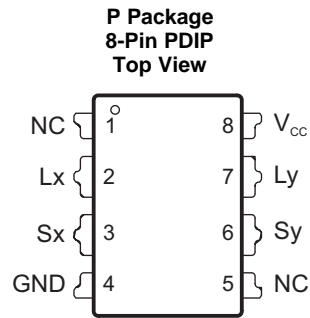 P Package
8-Pin PDIP
Top View
NC 1 8 Vcc
Lx 2 7 Ly
Sx 3 6 Sy
GND 4 5 NC